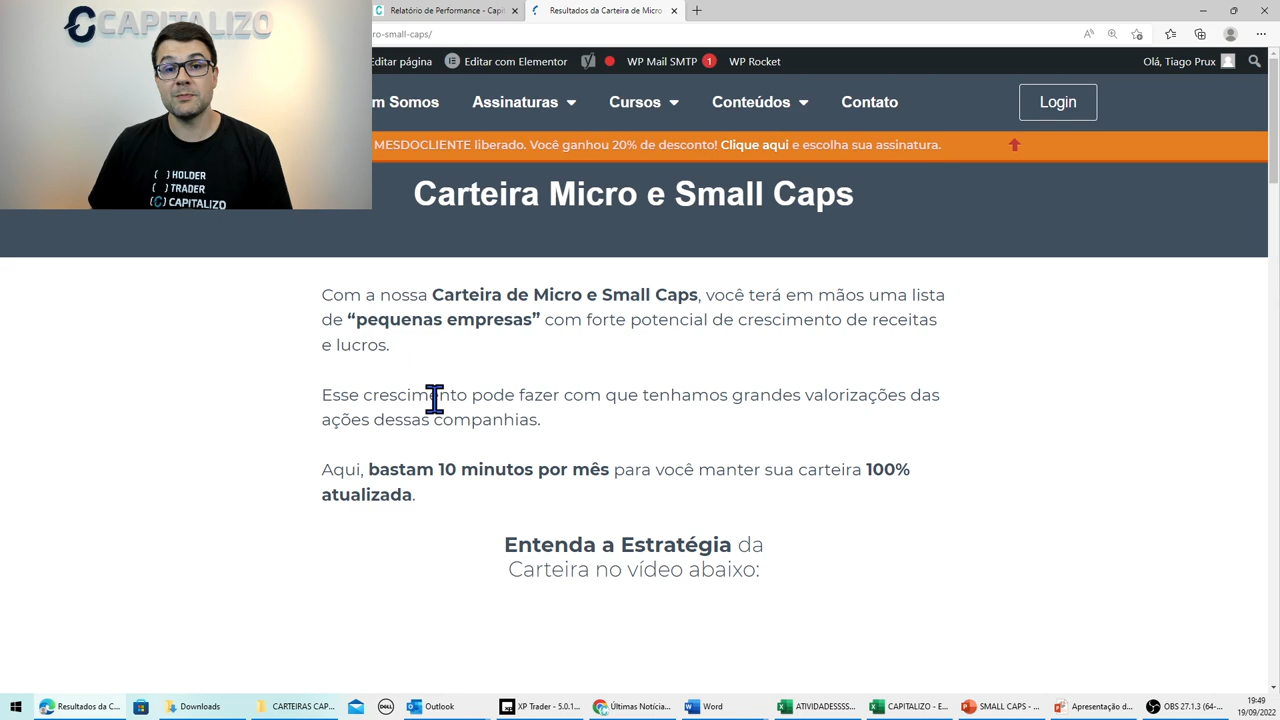 CAPITALIZO
( ) HOLDER
( ) TRADER
(C) CAPITALIZO
Relatório de Performance - Capi
Resultados da Carteira de Micro
ro-small-caps/
Editar página
Editar com Elementor
WP Mail SMTP 1
WP Rocket
Olá, Tiago Prux
m Somos
Assinaturas
Cursos
Conteúdos
Contato
Login
MESDOCLIENTE liberado. Você ganhou 20% de desconto! Clique aqui e escolha sua assinatura.
Carteira Micro e Small Caps
Com a nossa Carteira de Micro e Small Caps, você terá em mãos uma lista
de “pequenas empresas” com forte potencial de crescimento de receitas
e lucros.
Esse crescimento pode fazer com que tenhamos grandes valorizações das
ações dessas companhias.
Aqui, bastam 10 minutos por mês para você manter sua carteira 100%
atualizada.
Entenda a Estratégia da
Carteira no vídeo abaixo:
Resultados da C...
Downloads
CARTEIRAS CAP...
DELL
Outlook
XP Trader - 5.0.1...
Últimas Notícia...
Word
ATIVIDADESSSS...
CAPITALIZO - E...
SMALL CAPS - ...
Apresentação d...
OBS 27.1.3 (64-...
19:49
19/09/2022